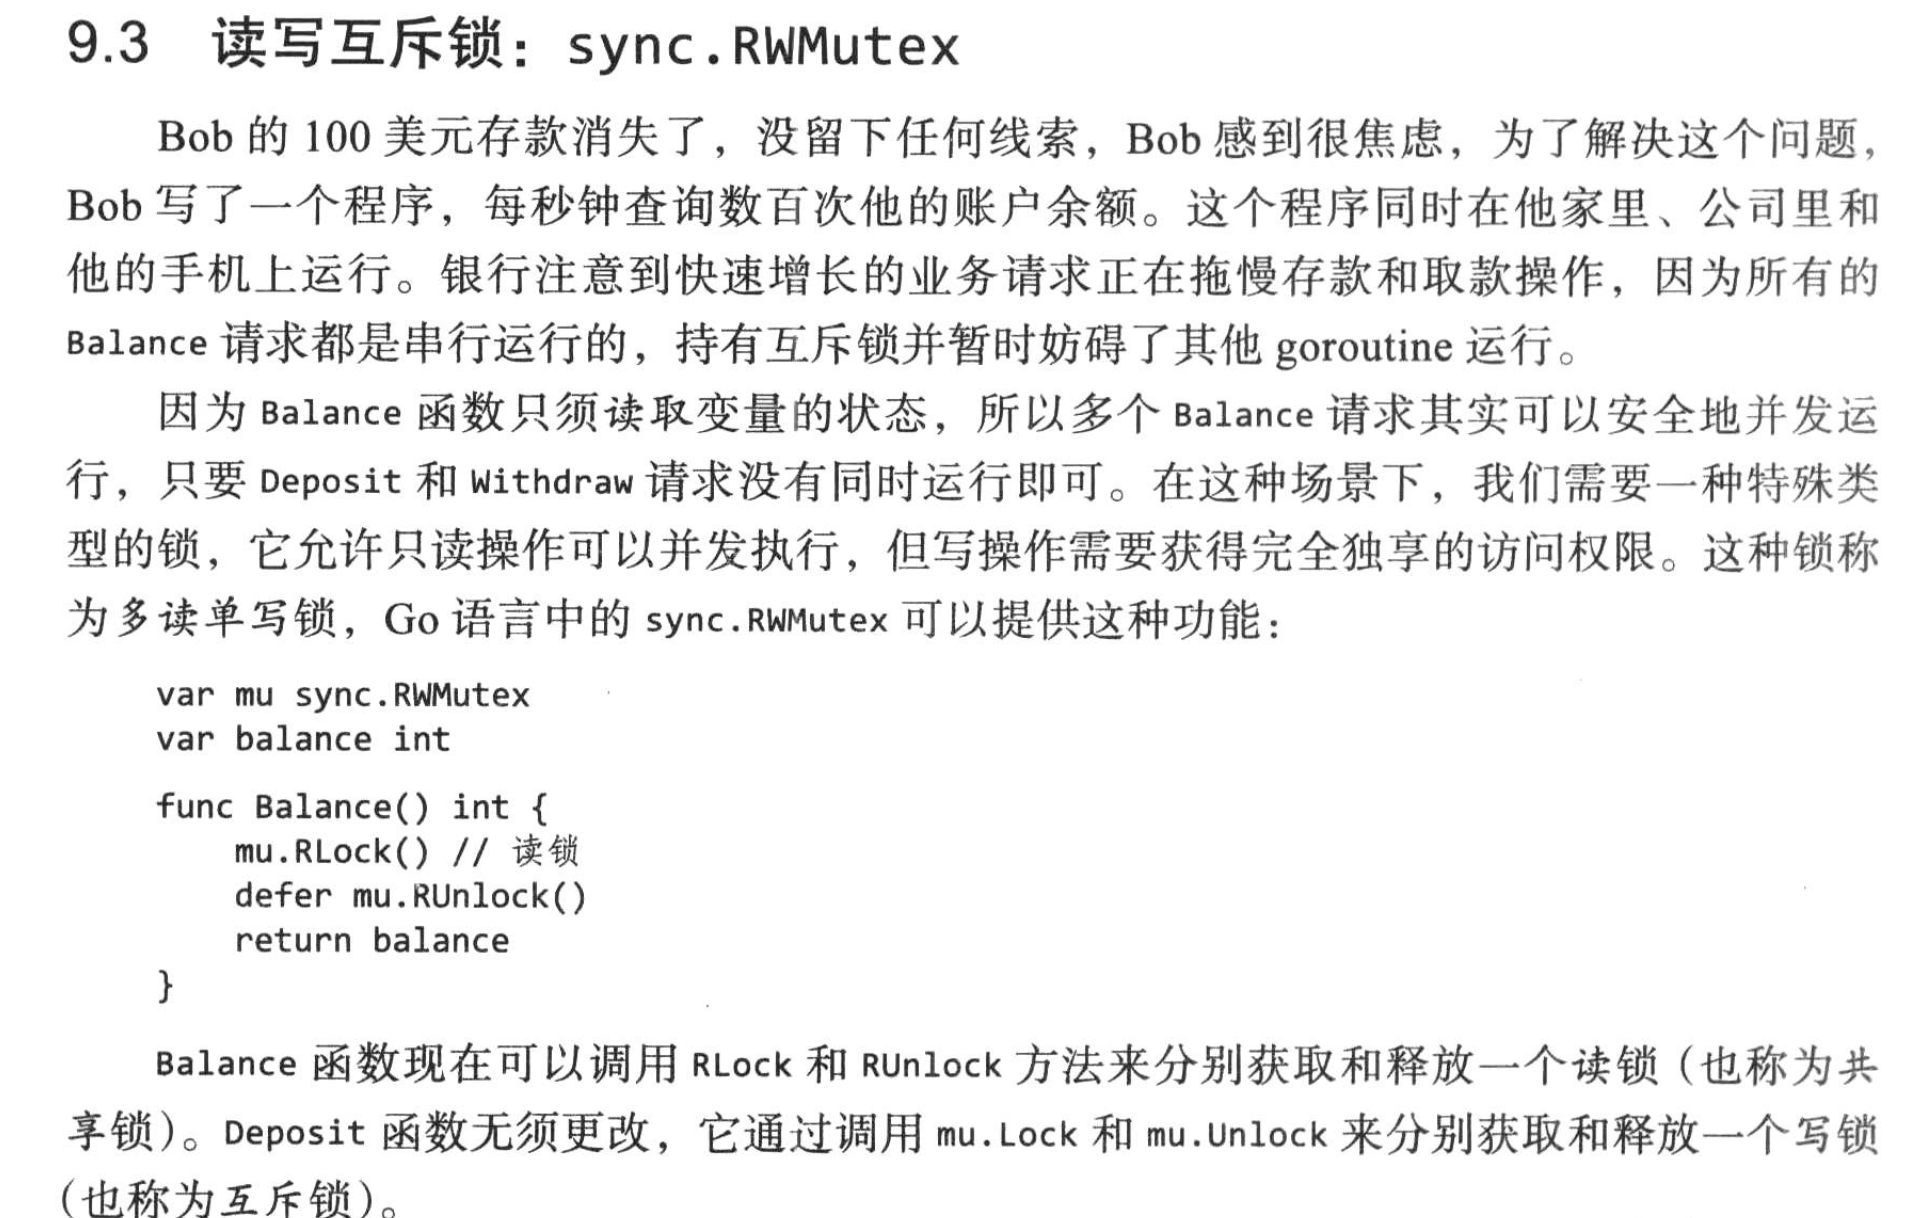 9.3 读写互斥锁：sync.RWMutex
Bob 的 100 美元存款消失了，没留下任何线索，Bob 感到很焦虑，为了解决这个问题，
Bob 写了一个程序，每秒钟查询数百次他的账户余额。这个程序同时在他家里、公司里和
他的手机上运行。银行注意到快速增长的业务请求正在拖慢存款和取款操作，因为所有的
Balance 请求都是串行运行的，持有互斥锁并暂时妨碍了其他 goroutine 运行。
因为 Balance 函数只须读取变量的状态，所以多个 Balance 请求其实可以安全地并发运
行，只要 Deposit 和 Withdraw 请求没有同时运行即可。在这种场景下，我们需要一种特殊类
型的锁，它允许只读操作可以并发执行，但写操作需要获得完全独享的访问权限。这种锁称
为多读单写锁，Go 语言中的 sync.RWMutex 可以提供这种功能：
var mu sync.RWMutex
var balance int
func Balance() int {
    mu.RLock() // 读锁
    defer mu.RUnlock()
    return balance
}
Balance 函数现在可以调用 RLock 和 RUnlock 方法来分别获取和释放一个读锁（也称为共
享锁）。Deposit 函数无须更改，它通过调用 mu.Lock 和 mu.Unlock 来分别获取和释放一个写锁
（也称为互斥锁）。